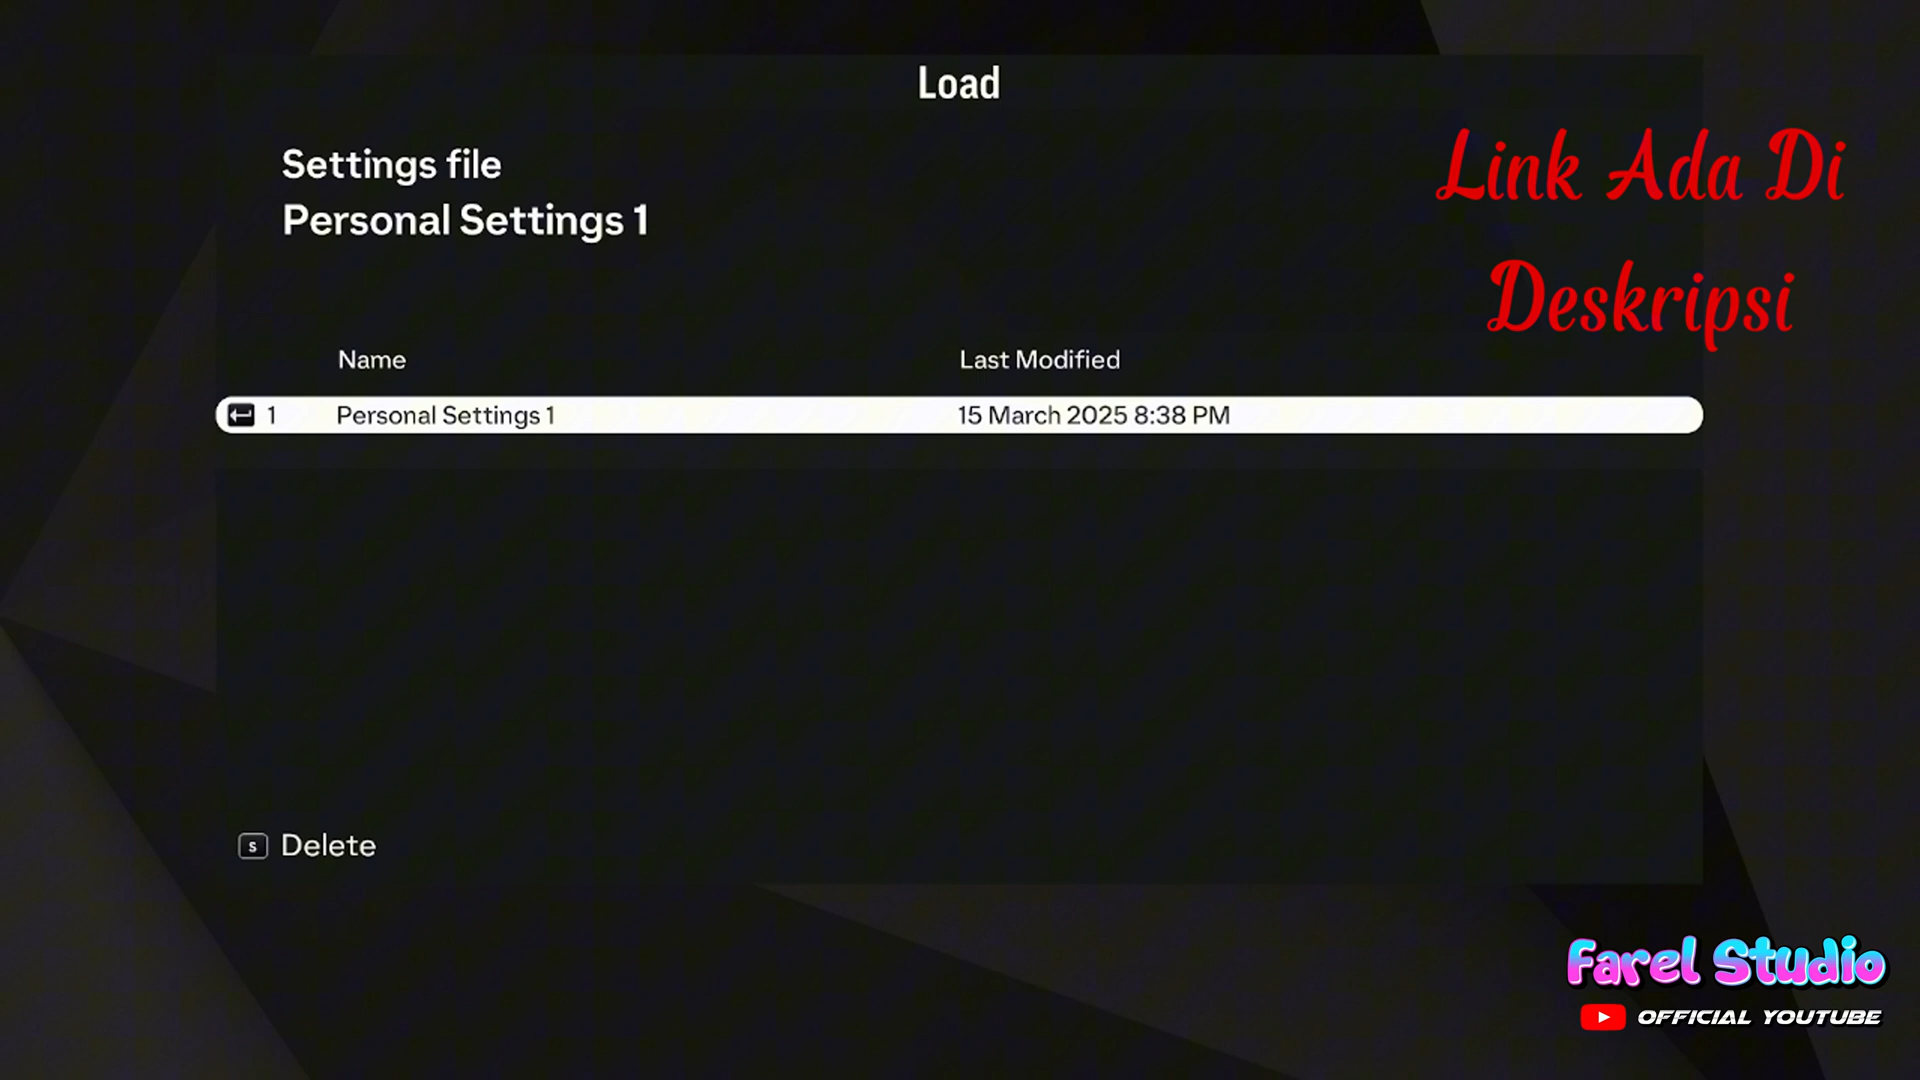 Load
Settings file
Personal Settings 1
Link Ada Di
Deskripsi
Name Last Modified
1 Personal Settings 1 15 March 2025 8:38 PM
S Delete
Farel Studio
OFFICIAL YOUTUBE